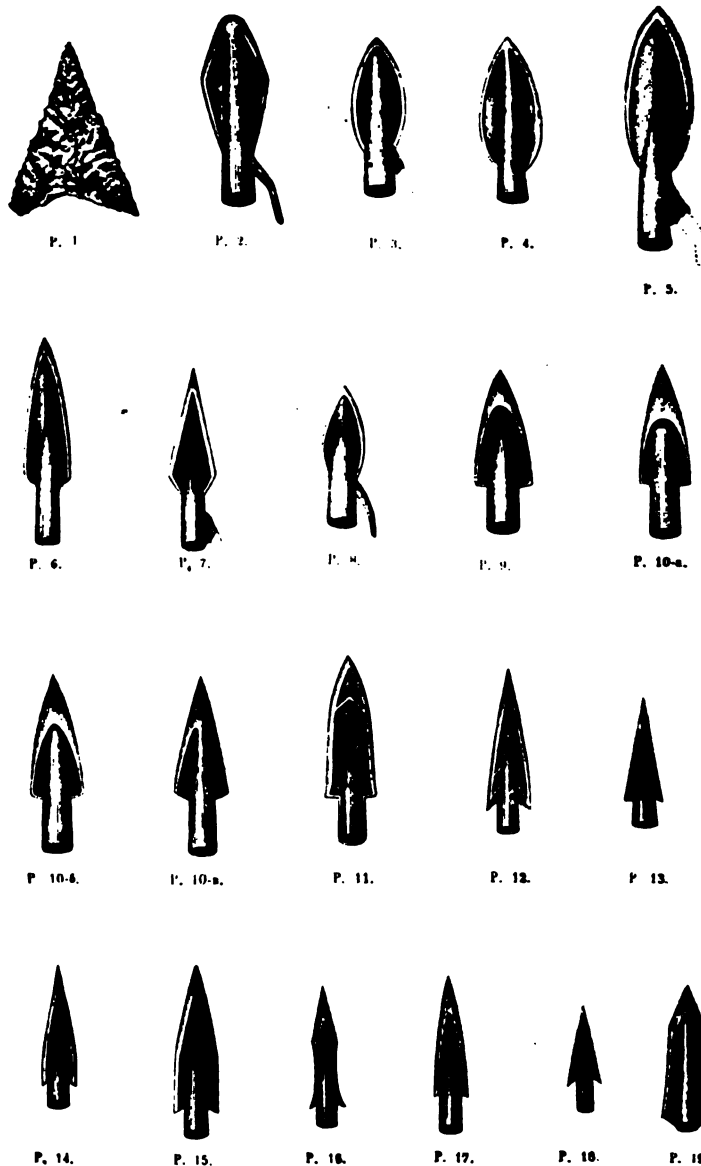 Р. 1
Р. 2.
Р. 3.
Р. 4.
Р. 5.
Р. 6.
Р. 7.
Р. 8.
Р. 9.
Р. 10-а.
Р 10-б.
Р. 10-в.
Р. 11.
Р. 12.
Р 13.
Р. 14.
Р. 15.
Р. 16.
Р. 17.
Р. 18.